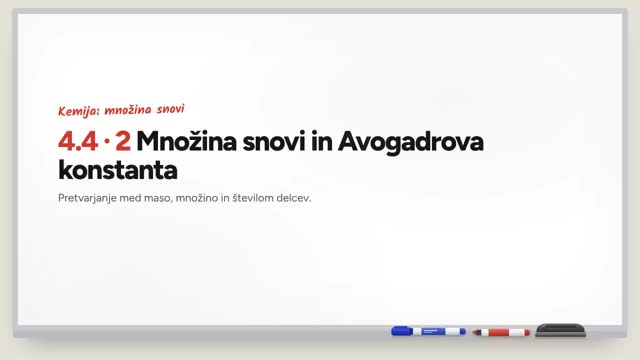 Kemija: množina snovi
4.4 · 2 Množina snovi in Avogadrova
konstanta
Pretvarjanje med maso, množino in številom delcev.